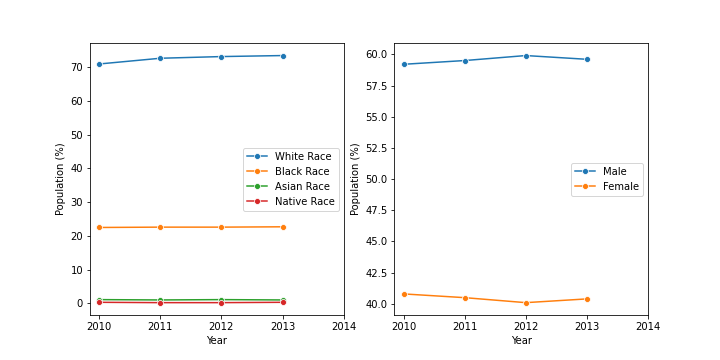 70
60
50
40
30
20
10
0
Population (%)
2010 2011 2012 2013 2014
Year
White Race
Black Race
Asian Race
Native Race
60.0
57.5
55.0
52.5
50.0
47.5
45.0
42.5
40.0
Population (%)
2010 2011 2012 2013 2014
Year
Male
Female